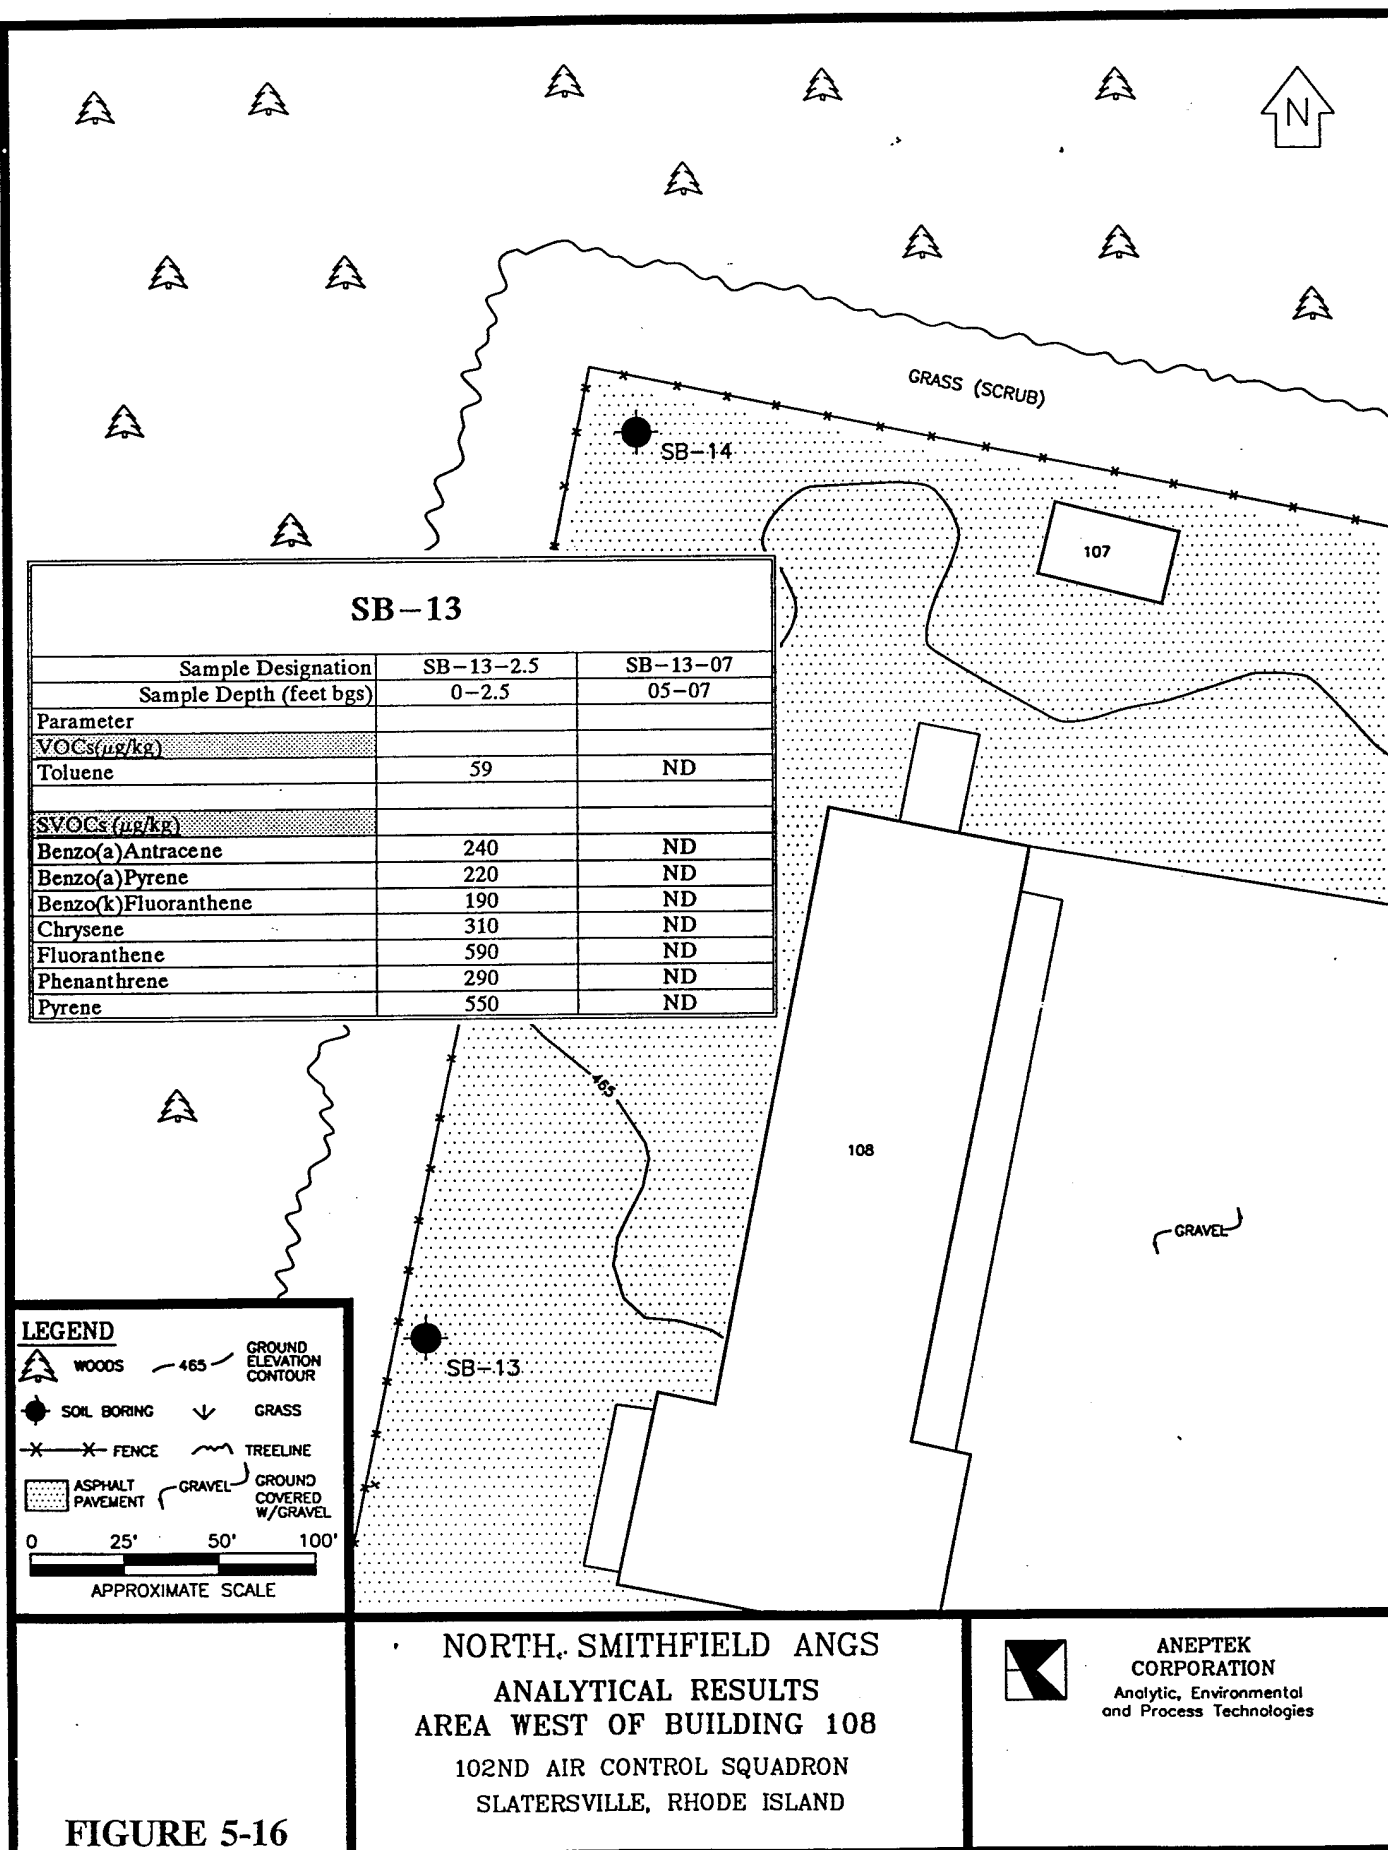 N
GRASS (SCRUB)
SB-14
107
SB-13
Sample Designation SB-13-2.5 SB-13-07
Sample Depth (feet bgs) 0-2.5 05-07
Parameter
VOCs(µg/kg)
Toluene 59 ND
SVOCs (µg/kg)
Benzo(a)Antracene 240 ND
Benzo(a)Pyrene 220 ND
Benzo(k)Fluoranthene 190 ND
Chrysene 310 ND
Fluoranthene 590 ND
Phenanthrene 290 ND
Pyrene 550 ND
465
108
GRAVEL
SB-13
LEGEND
WOODS
465
GROUND
ELEVATION
CONTOUR
SOIL BORING
GRASS
FENCE
TREELINE
ASPHALT
PAVEMENT
GRAVEL
GROUND
COVERED
W/GRAVEL
0 25' 50' 100'
APPROXIMATE SCALE
FIGURE 5-16
NORTH SMITHFIELD ANGS
ANALYTICAL RESULTS
AREA WEST OF BUILDING 108
102ND AIR CONTROL SQUADRON
SLATERSVILLE, RHODE ISLAND
ANEPTEK
CORPORATION
Analytic, Environmental
and Process Technologies